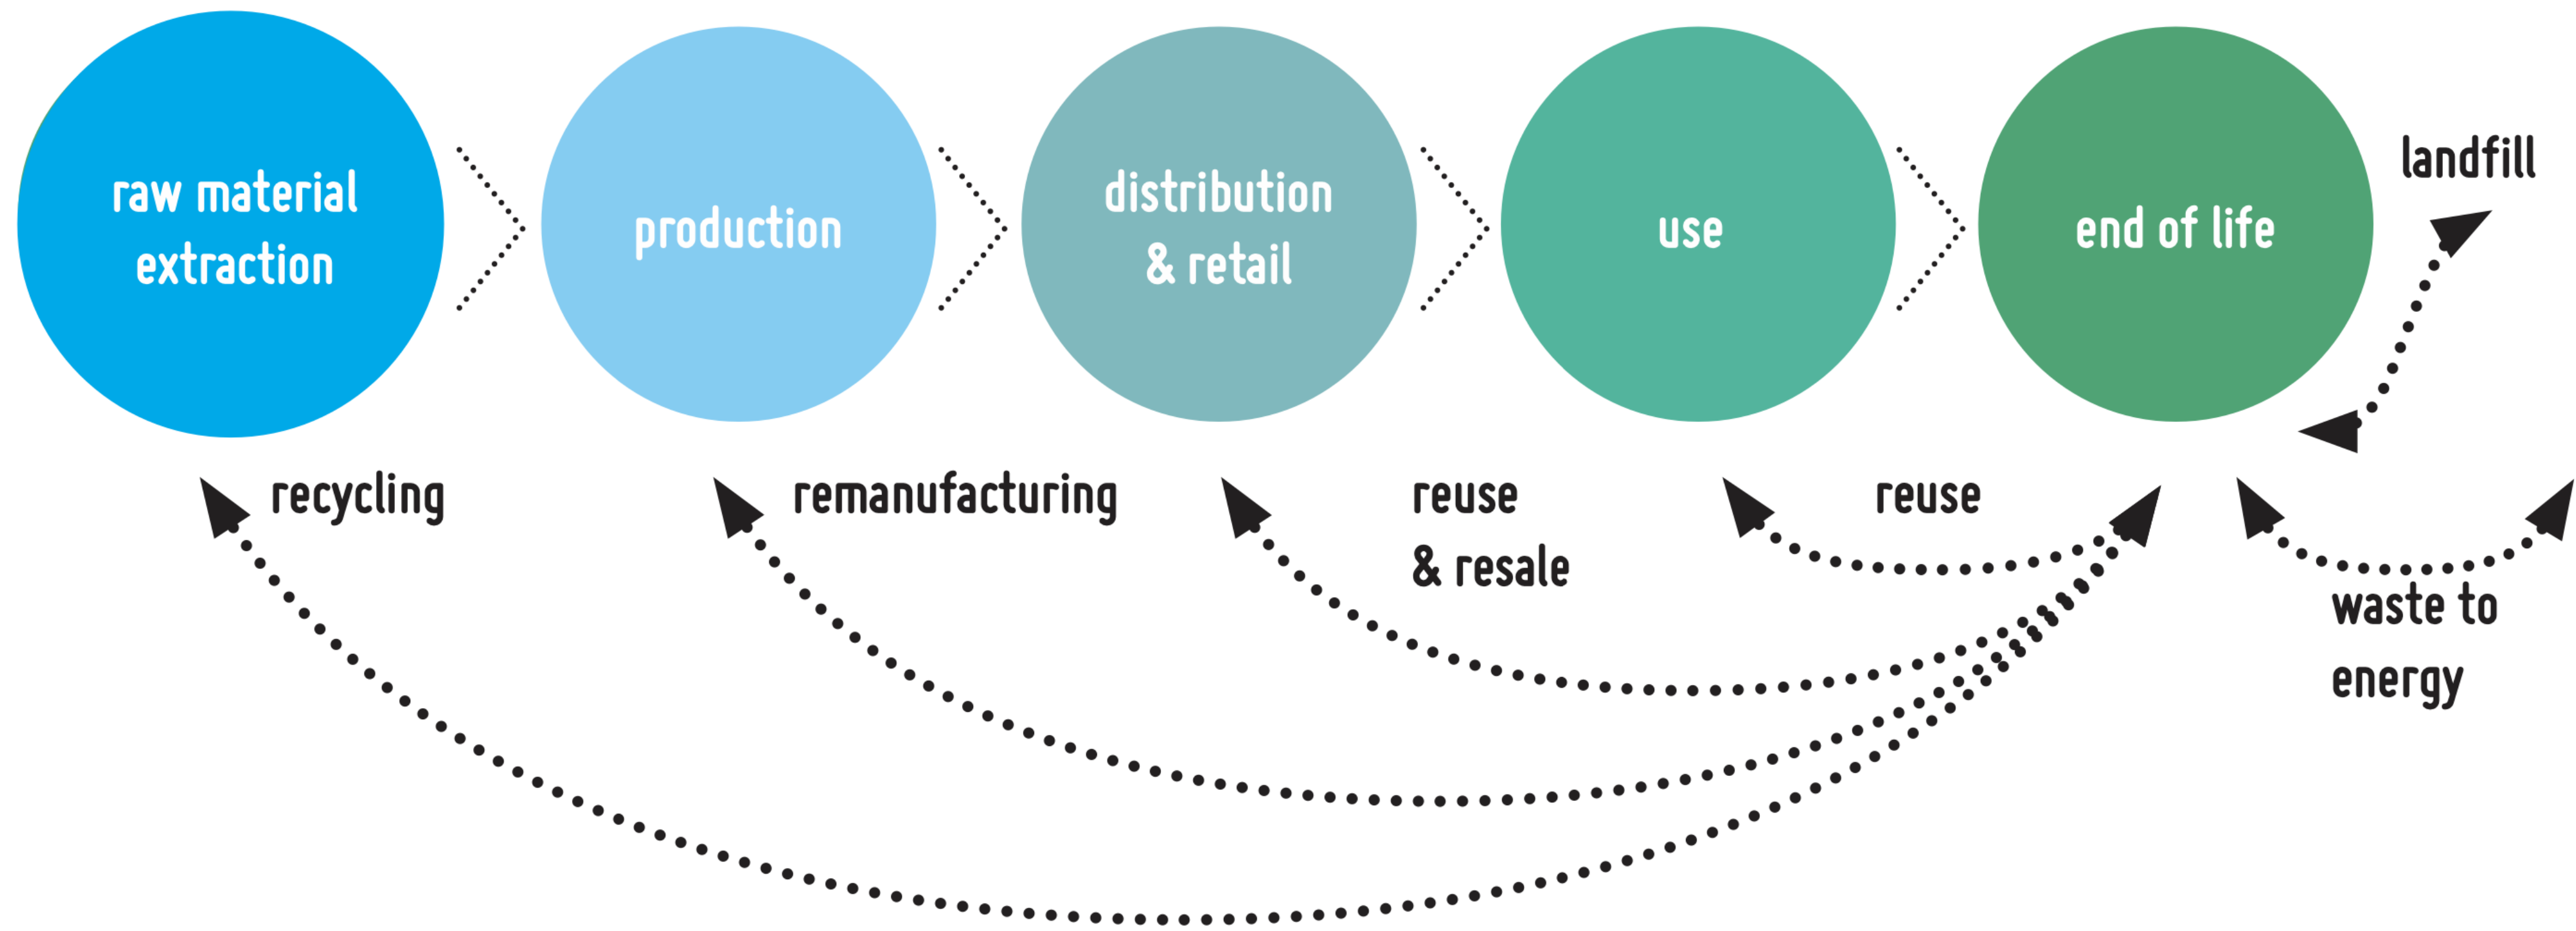 raw material
extraction
production
distribution
& retail
use
end of life
landfill
recycling
remanufacturing
reuse
& resale
reuse
waste to
energy